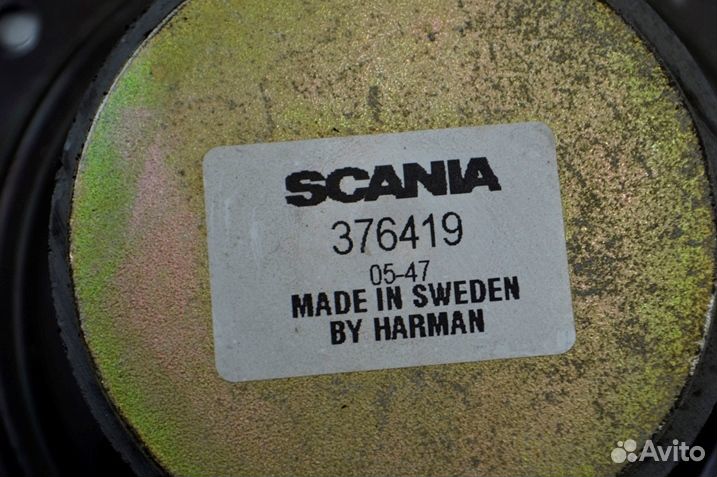 SCANIA
376419
05-47
MADE IN SWEDEN
BY HARMAN
Avito